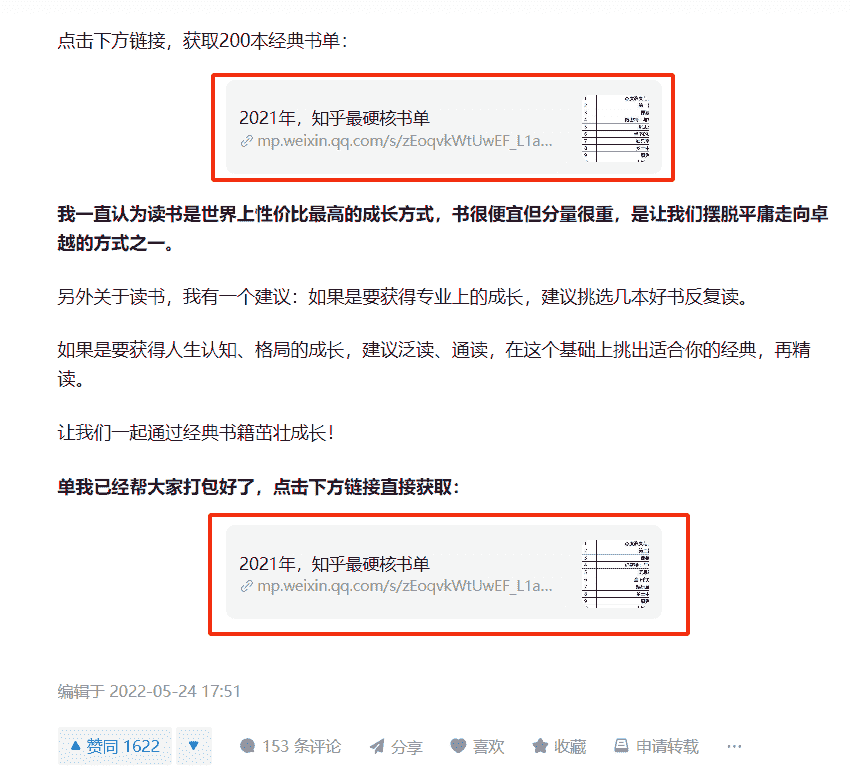 点击下方链接，获取200本经典书单：
2021年，知乎最硬核书单
mp.weixin.qq.com/s/zEoqvkWtUwEF_L1a...
我一直认为读书是世界上性价比最高的成长方式，书很便宜但分量很重，是让我们摆脱平庸走向卓
越的方式之一。
另外关于读书，我有一个建议：如果是要获得专业上的成长，建议挑选几本好书反复读。
如果是要获得人生认知、格局的成长，建议泛读、通读，在这个基础上挑出适合你的经典，再精
读。
让我们一起通过经典书籍茁壮成长！
单我已经帮大家打包好了，点击下方链接直接获取：
2021年，知乎最硬核书单
mp.weixin.qq.com/s/zEoqvkWtUwEF_L1a...
编辑于 2022-05-24 17:51
赞同 1622
153 条评论
分享
喜欢
收藏
申请转载
...